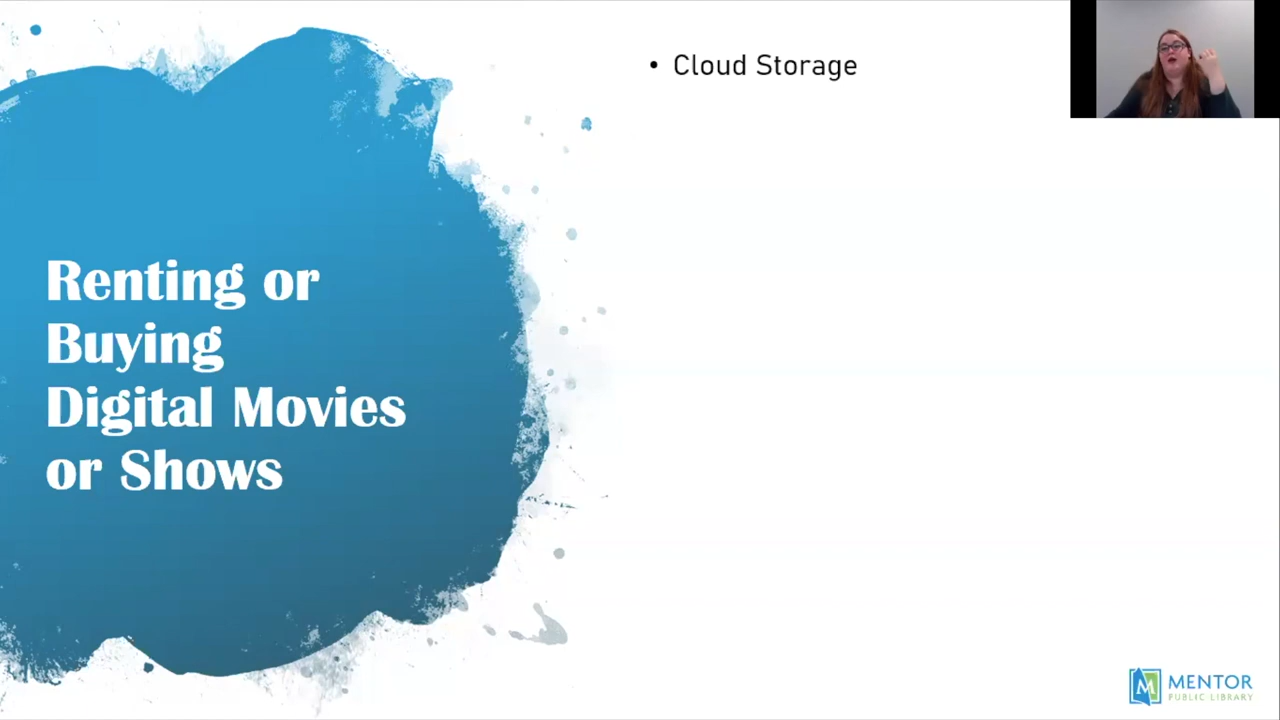 • Cloud Storage
Renting or
Buying
Digital Movies
or Shows
M
MENTOR
PUBLIC LIBRARY